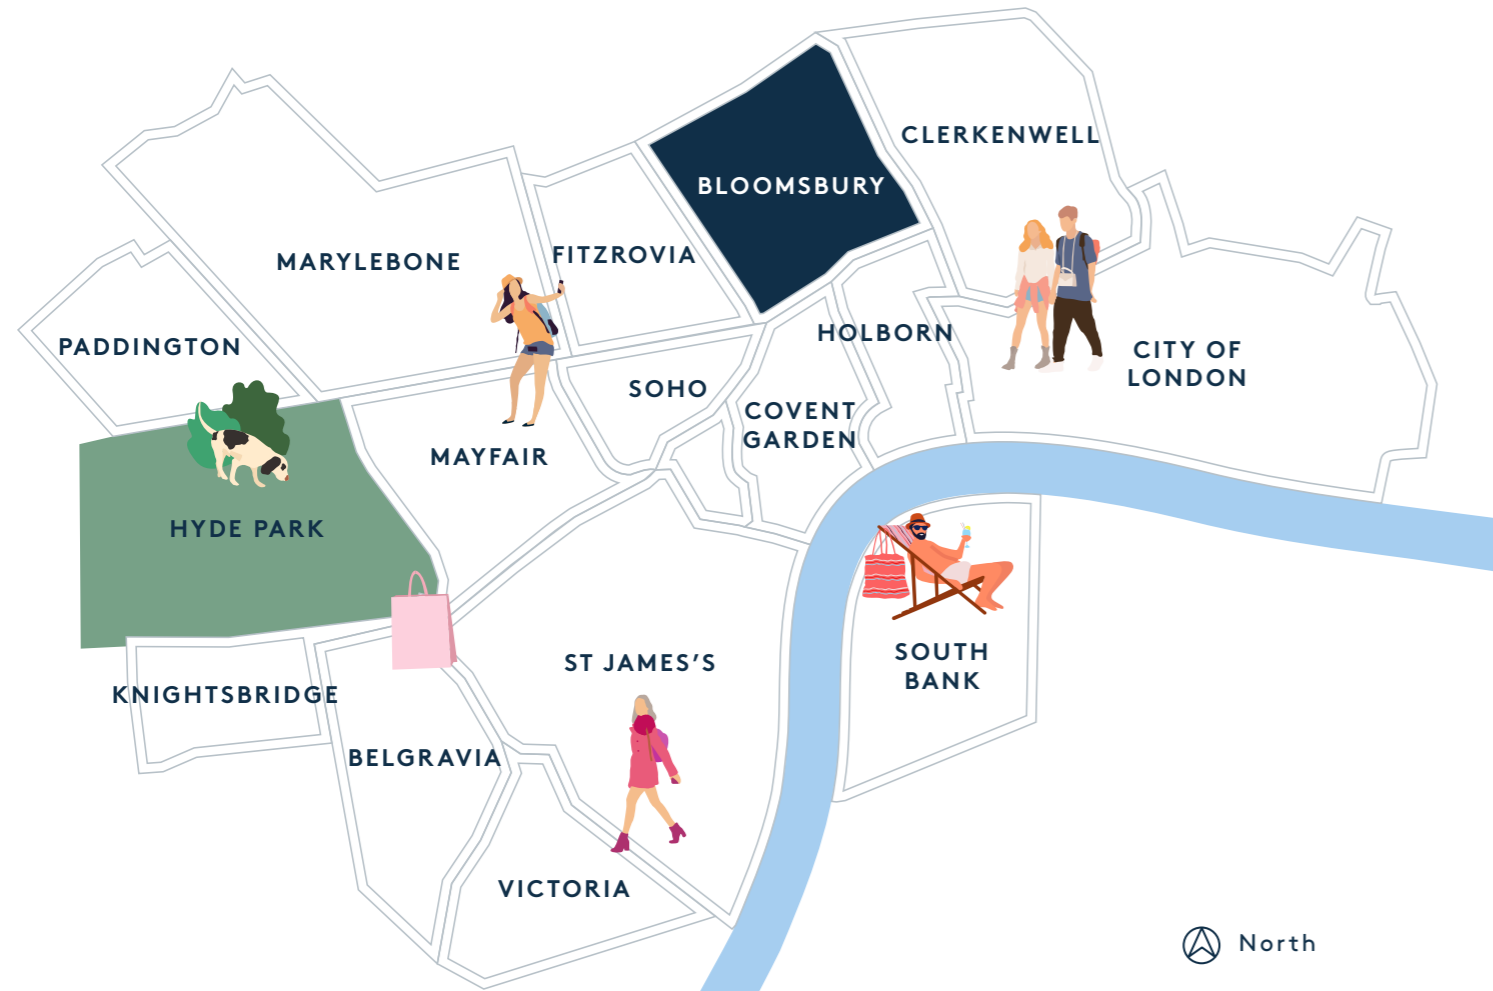 CLERKENWELL
BLOOMSBURY
FITZROVIA
MARYLEBONE
HOLBORN
PADDINGTON
CITY OF
LONDON
SOHO
COVENT
GARDEN
MAYFAIR
HYDE PARK
SOUTH
BANK
ST JAMES’S
KNIGHTSBRIDGE
BELGRAVIA
VICTORIA
North